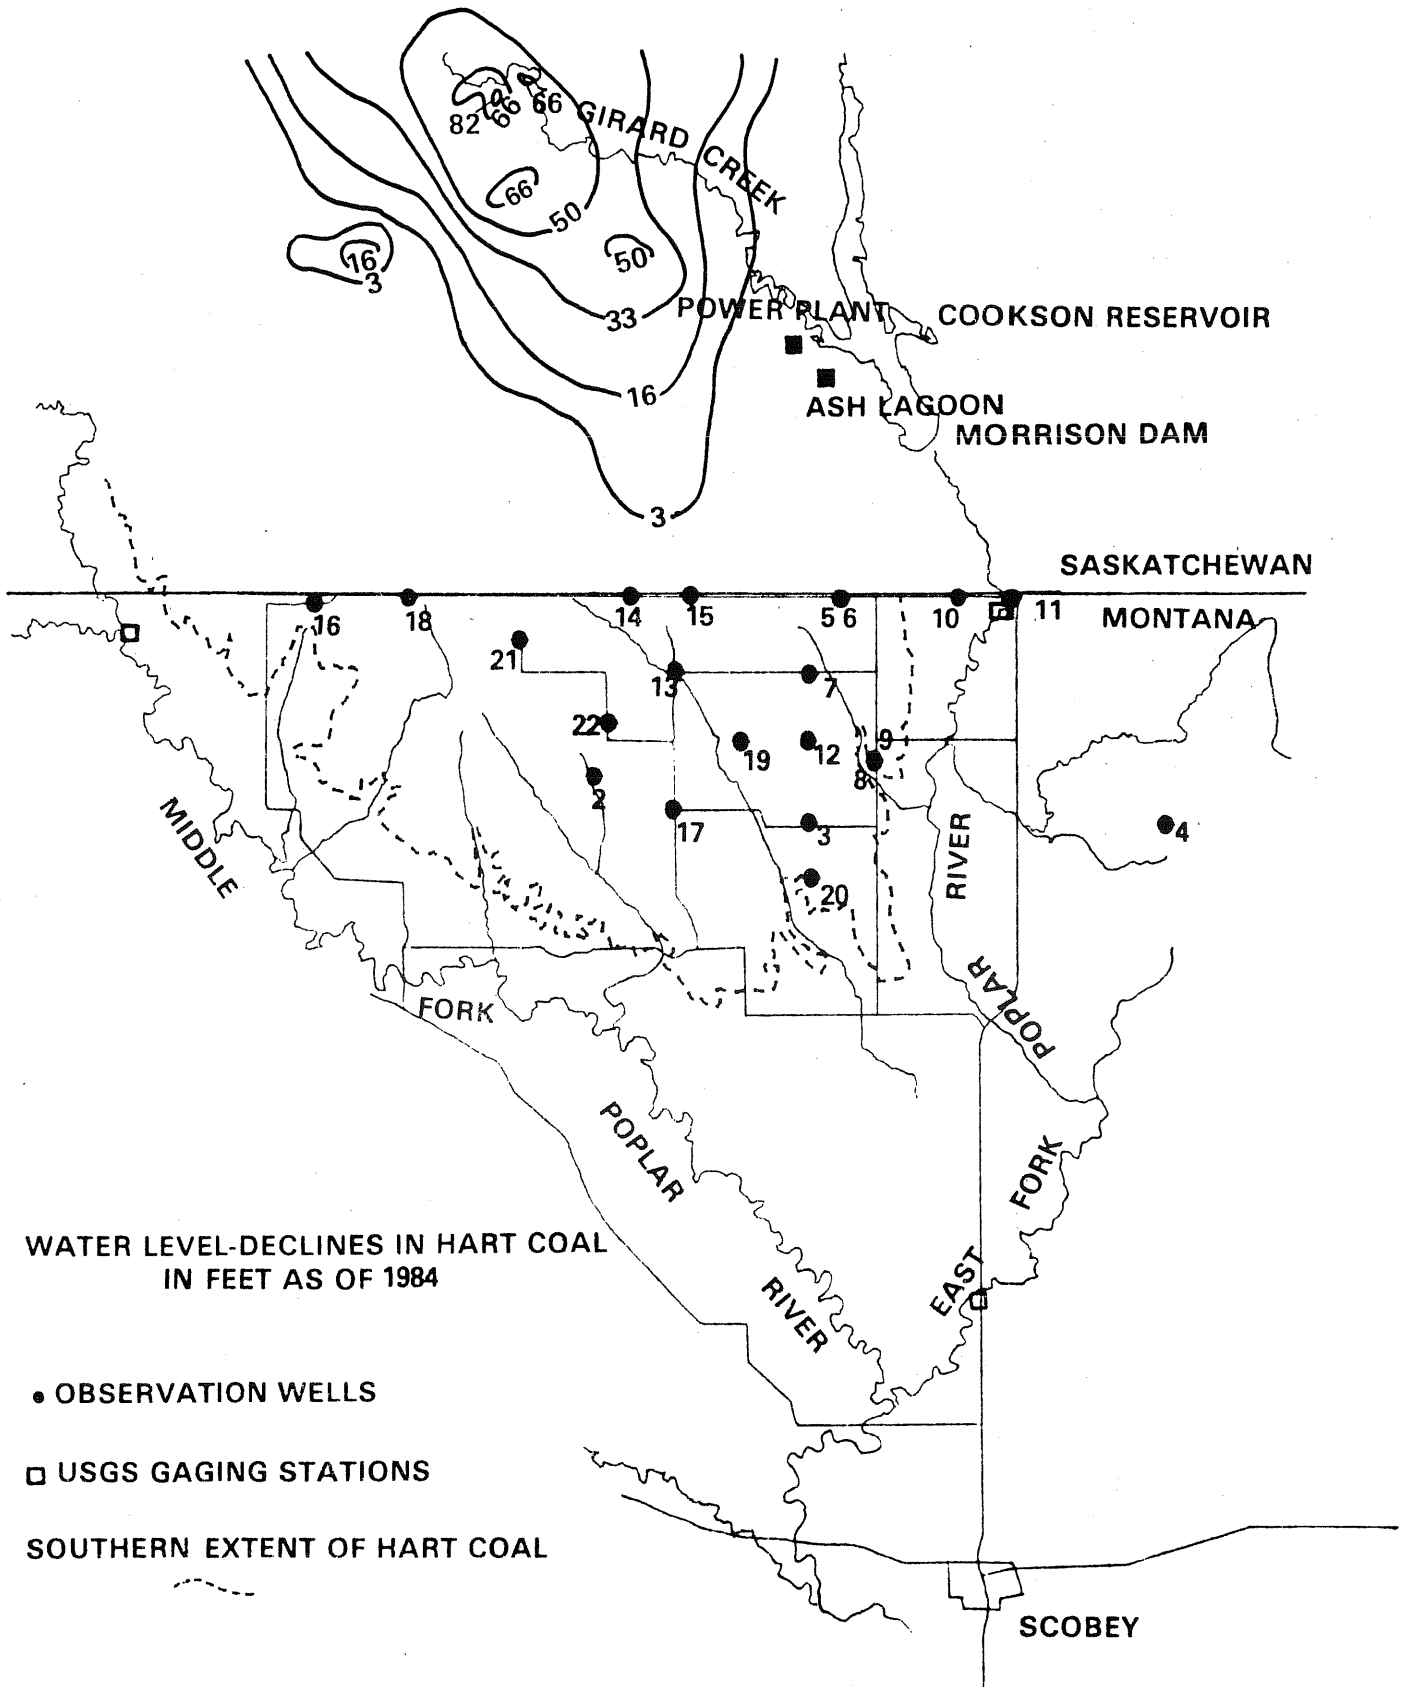 82
66
66
GIRARD CREEK
66
50
50
16
3
33
16
3
POWER PLANT
COOKSON RESERVOIR
ASH LAGOON
MORRISON DAM
SASKATCHEWAN
MONTANA
16
18
14
15
5 6
10
11
21
13
7
22
19
12
9
8
2
17
3
4
20
MIDDLE
FORK
POPLAR
RIVER
RIVER
POPLAR
FORK
EAST
WATER LEVEL-DECLINES IN HART COAL
IN FEET AS OF 1984
OBSERVATION WELLS
USGS GAGING STATIONS
SOUTHERN EXTENT OF HART COAL
SCOBEY